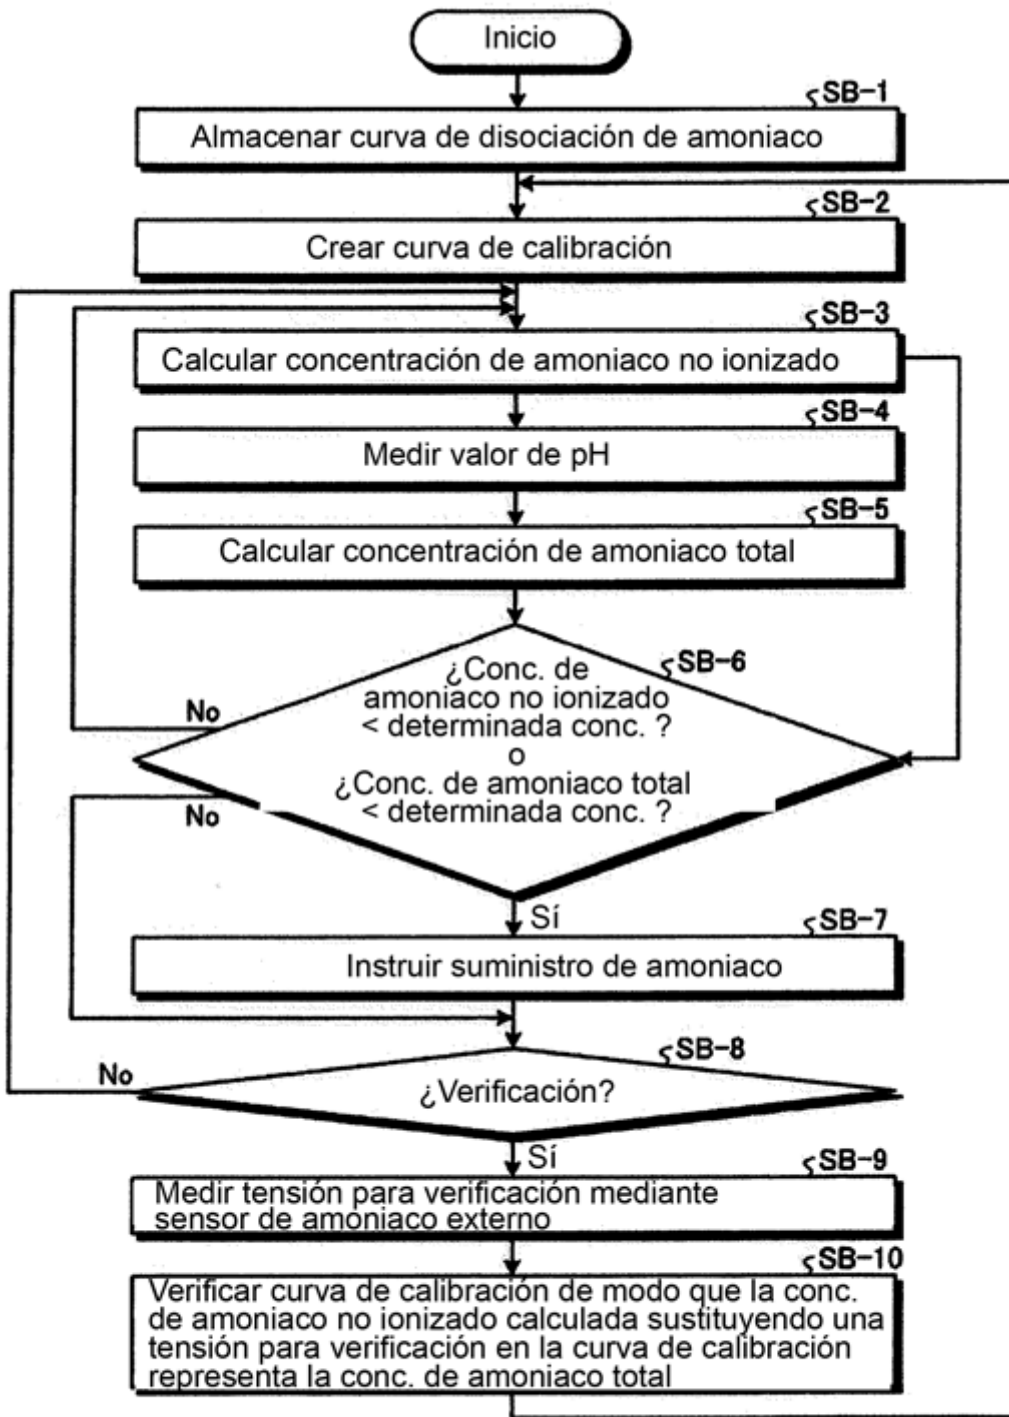 Inicio
SB-1
Almacenar curva de disociación de amoniaco
SB-2
Crear curva de calibración
SB-3
Calcular concentración de amoniaco no ionizado
SB-4
Medir valor de pH
SB-5
Calcular concentración de amoniaco total
SB-6
¿Conc. de
amoniaco no ionizado
< determinada conc. ?
o
¿Conc. de amoniaco total
< determinada conc. ?
No
No
Sí
SB-7
Instruir suministro de amoniaco
SB-8
¿Verificación?
No
Sí
SB-9
Medir tensión para verificación mediante
sensor de amoniaco externo
SB-10
Verificar curva de calibración de modo que la conc.
de amoniaco no ionizado calculada sustituyendo una
tensión para verificación en la curva de calibración
representa la conc. de amoniaco total